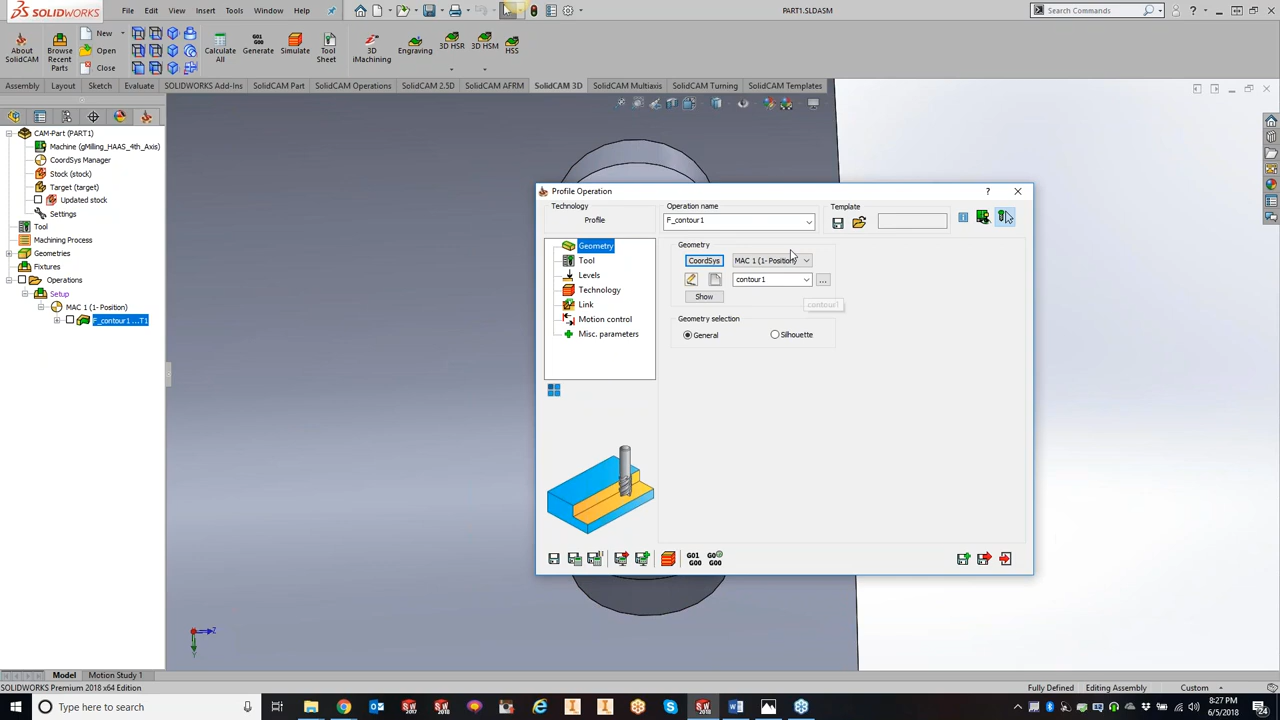 SOLIDWORKS File Edit View Insert Tools Window Help PART1.SLDASM Search Commands
About SolidCAM
Browse Recent Parts
New
Open
Close
Calculate All
Generate
Simulate
Tool Sheet
3D iMachining
Engraving
3D HSR
3D HSM
HSS
Assembly Layout Sketch Evaluate SOLIDWORKS Add-Ins SolidCAM Part SolidCAM Operations SolidCAM 2.5D SolidCAM AFRM SolidCAM 3D SolidCAM Multiaxis SolidCAM Turning SolidCAM Templates
CAM-Part (PART1)
Machine (gMilling_HAAS_4th_Axis)
CoordSys Manager
Stock (stock)
Target (target)
Updated stock
Settings
Tool
Machining Process
Geometries
Fixtures
Operations
Setup
MAC 1 (1- Position)
F_contour1 ...T1
Profile Operation
Technology
Profile
Operation name
F_contour1
Template
Geometry
Tool
Levels
Technology
Link
Motion control
Misc. parameters
Geometry
CoordSys MAC 1 (1- Position)
contour1 ...
Show
contour1
Geometry selection
General Silhouette
G01 G00
Z
Y
Model Motion Study 1
SOLIDWORKS Premium 2018 x64 Edition Fully Defined Editing Assembly Custom
Type here to search
8:27 PM
6/5/2018